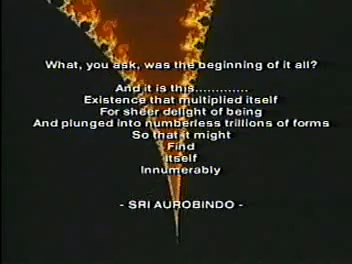 What, you ask, was the beginning of it all?
And it is this.............
Existence that multiplied itself
For sheer delight of being
And plunged into numberless trillions of forms
So that it might
Find
Itself
Innumerably
- SRI AUROBINDO -